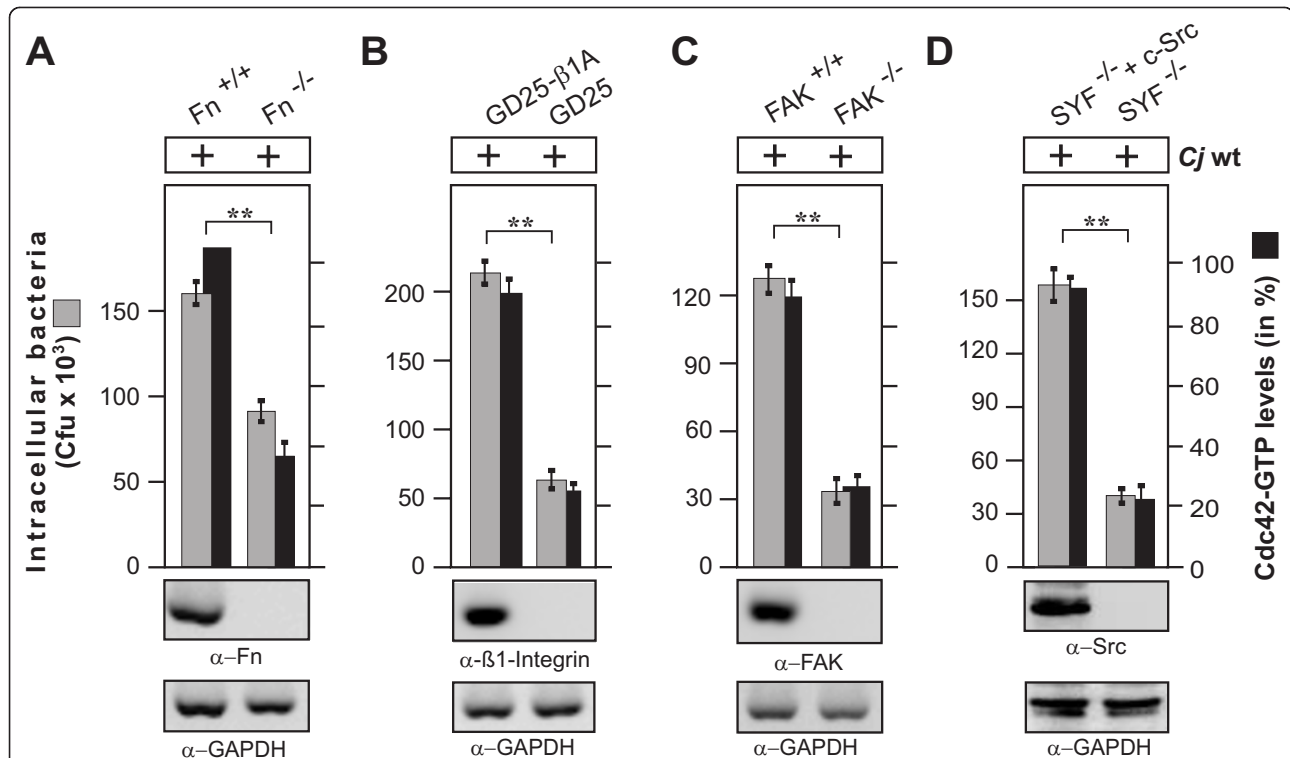 A
Fn +/+
Fn -/-
+ +
Intracellular bacteria
(Cfu x 10³)
150
100
50
0
α–Fn
α–GAPDH
B
GD25-β1A
GD25
+ +
200
150
100
50
0
α-ß1-Integrin
α–GAPDH
C
FAK +/+
FAK -/-
+ +
120
90
60
30
0
α–FAK
α–GAPDH
D
SYF -/- + c-Src
SYF -/-
+ +
Cj wt
150
120
90
60
30
0
100
80
60
40
20
0
Cdc42-GTP levels (in %)
α–Src
α–GAPDH
**
**
**
**